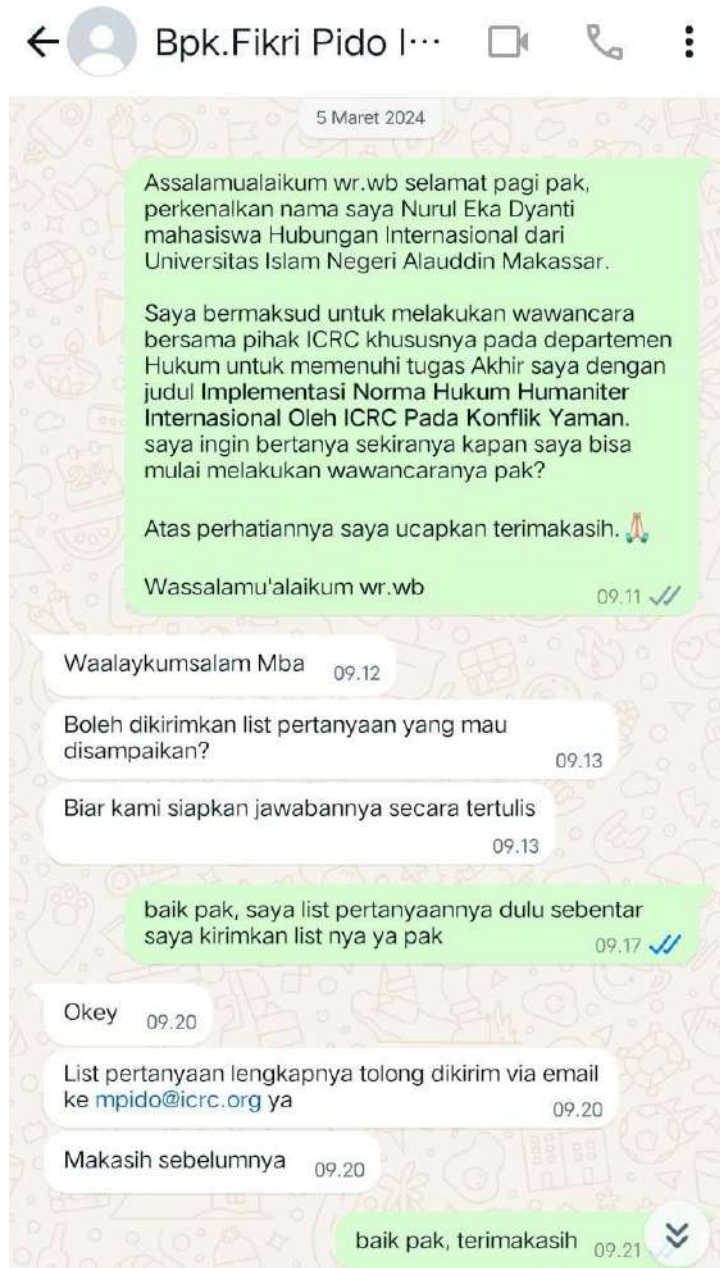 Bpk.Fikri Pido I...
5 Maret 2024
Assalamualaikum wr.wb selamat pagi pak,
perkenalkan nama saya Nurul Eka Dyanti
mahasiswa Hubungan Internasional dari
Universitas Islam Negeri Alauddin Makassar.
Saya bermaksud untuk melakukan wawancara
bersama pihak ICRC khususnya pada departemen
Hukum untuk memenuhi tugas Akhir saya dengan
judul Implementasi Norma Hukum Humaniter
Internasional Oleh ICRC Pada Konflik Yaman.
saya ingin bertanya sekiranya kapan saya bisa
mulai melakukan wawancaranya pak?
Atas perhatiannya saya ucapkan terimakasih. 🙏
Wassalamu'alaikum wr.wb
09.11
Waalaykumsalam Mba 09.12
Boleh dikirimkan list pertanyaan yang mau
disampaikan?
09.13
Biar kami siapkan jawabannya secara tertulis
09.13
baik pak, saya list pertanyaannya dulu sebentar
saya kirimkan list nya ya pak
09.17
Okey 09.20
List pertanyaan lengkapnya tolong dikirim via email
ke mpido@icrc.org ya
09.20
Makasih sebelumnya 09.20
baik pak, terimakasih 09.21